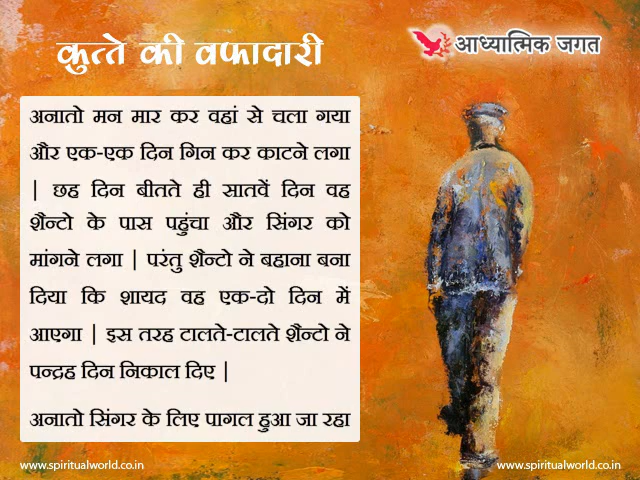 कुत्ते की वफादारी
आध्यात्मिक जगत
अनातो मन मार कर वहां से चला गया
और एक-एक दिन गिन कर काटने लगा
| छह दिन बीतते ही सातवें दिन वह
शैन्टो के पास पहुंचा और सिंगर को
मांगने लगा | परंतु शैन्टो ने बहाना बना
दिया कि शायद वह एक-दो दिन में
आएगा | इस तरह टालते-टालते शैन्टो ने
पन्द्रह दिन निकाल दिए |
अनातो सिंगर के लिए पागल हुआ जा रहा
www.spiritualworld.co.in
www.spiritualworld.co.in